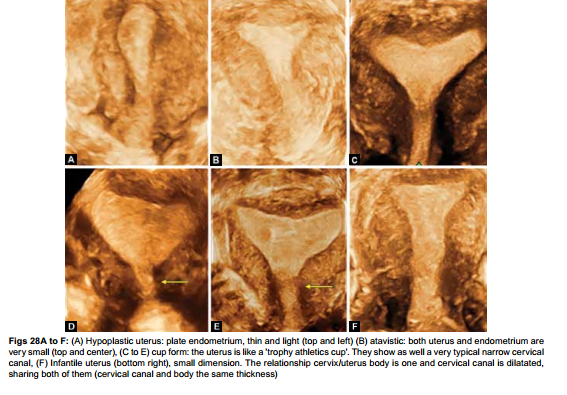 A
B
C
D
E
F
Figs 28A to F: (A) Hypoplastic uterus: plate endometrium, thin and light (top and left) (B) atavistic: both uterus and endometrium are
very small (top and center), (C to E) cup form: the uterus is like a 'trophy athletics cup'. They show as well a very typical narrow cervical
canal, (F) Infantile uterus (bottom right), small dimension. The relationship cervix/uterus body is one and cervical canal is dilatated,
sharing both of them (cervical canal and body the same thickness)